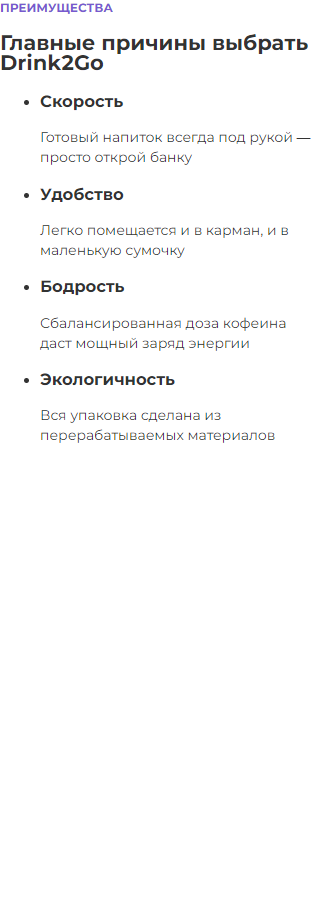 ПРЕИМУЩЕСТВА
Главные причины выбрать
Drink2Go
• Скорость
Готовый напиток всегда под рукой —
просто открой банку
• Удобство
Легко помещается и в карман, и в
маленькую сумочку
• Бодрость
Сбалансированная доза кофеина
даст мощный заряд энергии
• Экологичность
Вся упаковка сделана из
перерабатываемых материалов